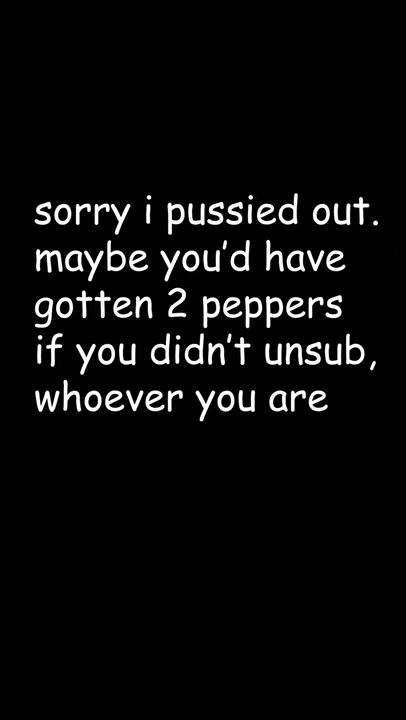 sorry i pussied out.
maybe you'd have
gotten 2 peppers
if you didn't unsub,
whoever you are